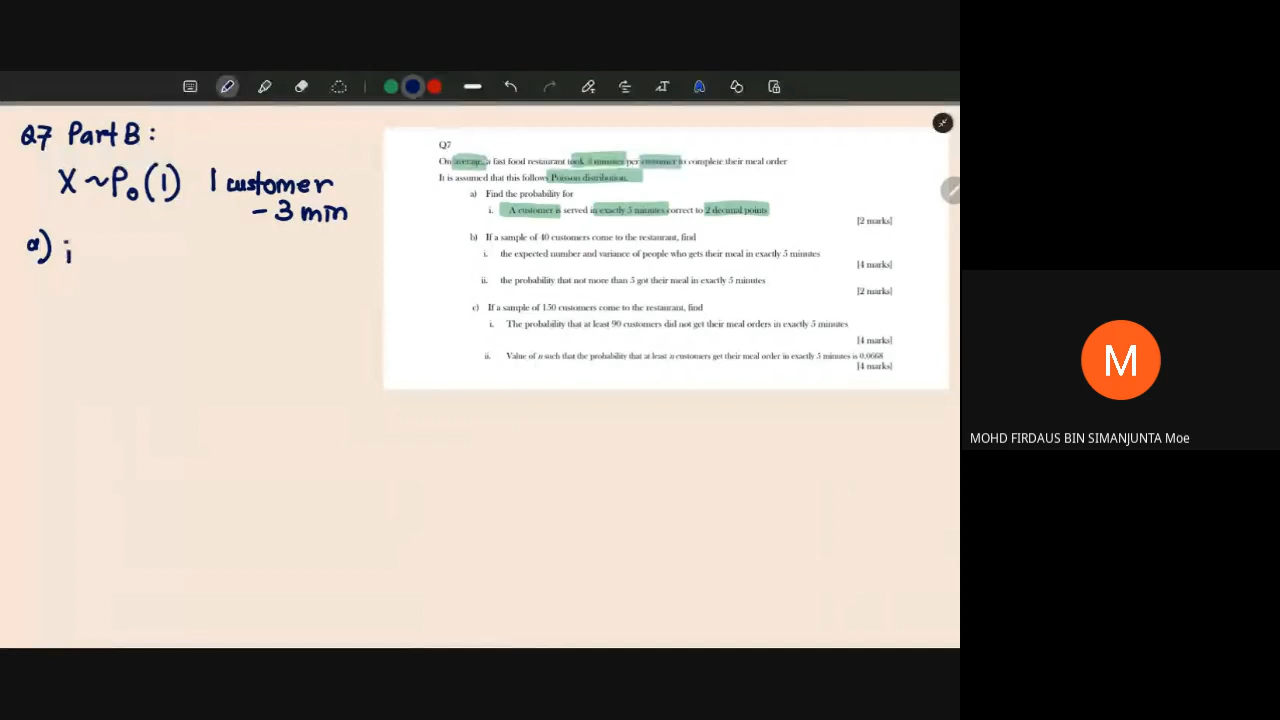 Q7 Part B:
X ~ Po(1) 1 customer
- 3 min
a) i
Q7
On average, a fast food restaurant took 3 minutes per customer to complete their meal order
It is assumed that this follows Poisson distribution.
a) Find the probability for
i. A customer is served in exactly 5 minutes correct to 2 decimal points
[2 marks]
b) If a sample of 40 customers come to the restaurant, find
i. the expected number and variance of people who gets their meal in exactly 5 minutes
[4 marks]
ii. the probability that not more than 5 got their meal in exactly 5 minutes
[2 marks]
c) If a sample of 150 customers come to the restaurant, find
i. The probability that at least 90 customers did not get their meal orders in exactly 5 minutes
[4 marks]
ii. Value of n such that the probability that at least n customers get their meal order in exactly 5 minutes is 0.0668
[4 marks]
M
MOHD FIRDAUS BIN SIMANJUNTA Moe